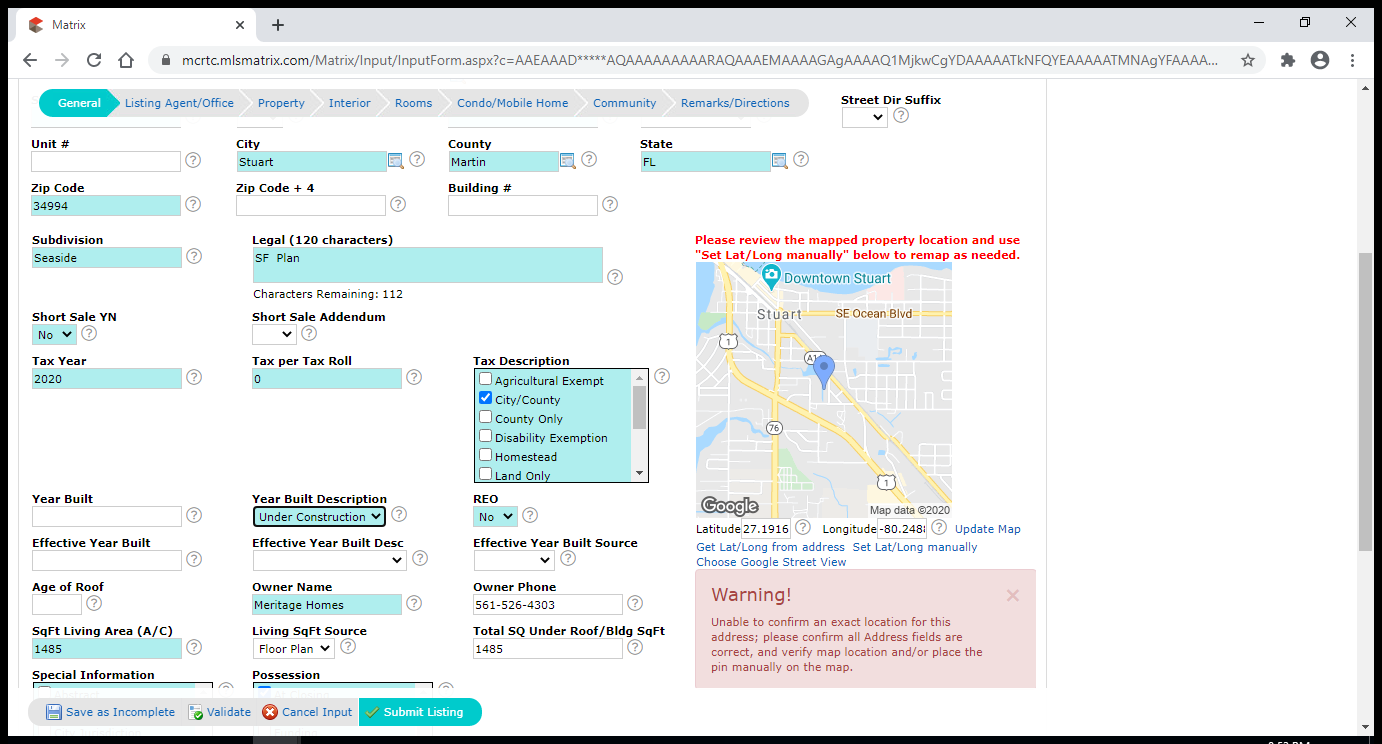 Matrix
mcrtc.mlsmatrix.com/Matrix/Input/InputForm.aspx?c=AAEAAAD*****AQAAAAAAAAARAQAAAEMAAAAGAgAAAAQ1MjkwCgYDAAAAATkNFQYEAAAAATMNAgYFAAAA...
General Listing Agent/Office Property Interior Rooms Condo/Mobile Home Community Remarks/Directions
Street Dir Suffix
Unit # City County State
Stuart Martin FL
Zip Code Zip Code + 4 Building #
34994
Subdivision Legal (120 characters)
Seaside SF Plan
Characters Remaining: 112
Please review the mapped property location and use
"Set Lat/Long manually" below to remap as needed.
Short Sale YN Short Sale Addendum
No
Tax Year Tax per Tax Roll Tax Description
2020 0
Agricultural Exempt
City/County
County Only
Disability Exemption
Homestead
Land Only
Downtown Stuart
Stuart
SE Ocean Blvd
1
A1
76
1
Google
Map data ©2020
Year Built Year Built Description REO
Under Construction No
Latitude 27.1916 Longitude -80.248 Update Map
Effective Year Built Effective Year Built Desc Effective Year Built Source
Get Lat/Long from address Set Lat/Long manually
Choose Google Street View
Age of Roof Owner Name Owner Phone
Meritage Homes 561-526-4303
SqFt Living Area (A/C) Living SqFt Source Total SQ Under Roof/Bldg SqFt
1485 Floor Plan 1485
Warning!
Unable to confirm an exact location for this
address; please confirm all Address fields are
correct, and verify map location and/or place the
pin manually on the map.
Special Information Possession
Save as Incomplete Validate Cancel Input Submit Listing